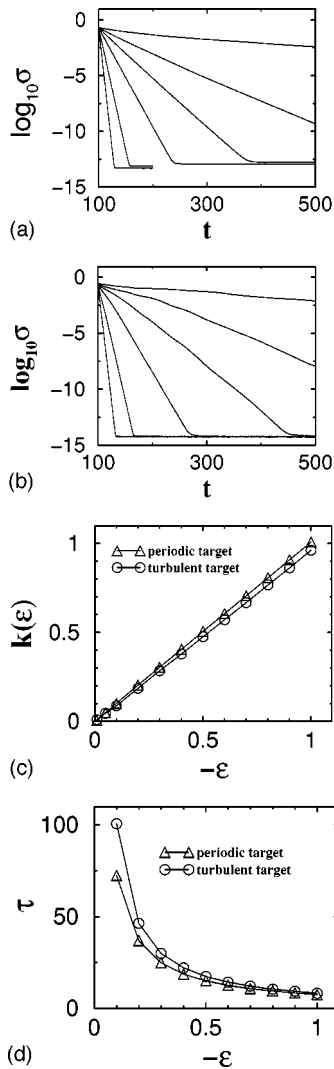 0
−5
−10
−15
log₁₀σ
100
300
500
t
(a)
0
−5
−10
−15
log₁₀σ
100
300
500
t
(b)
1
0.5
0
k(ε)
periodic target
turbulent target
0
0.5
1
−ε
(c)
100
50
0
τ
periodic target
turbulent target
0
0.5
1
−ε
(d)